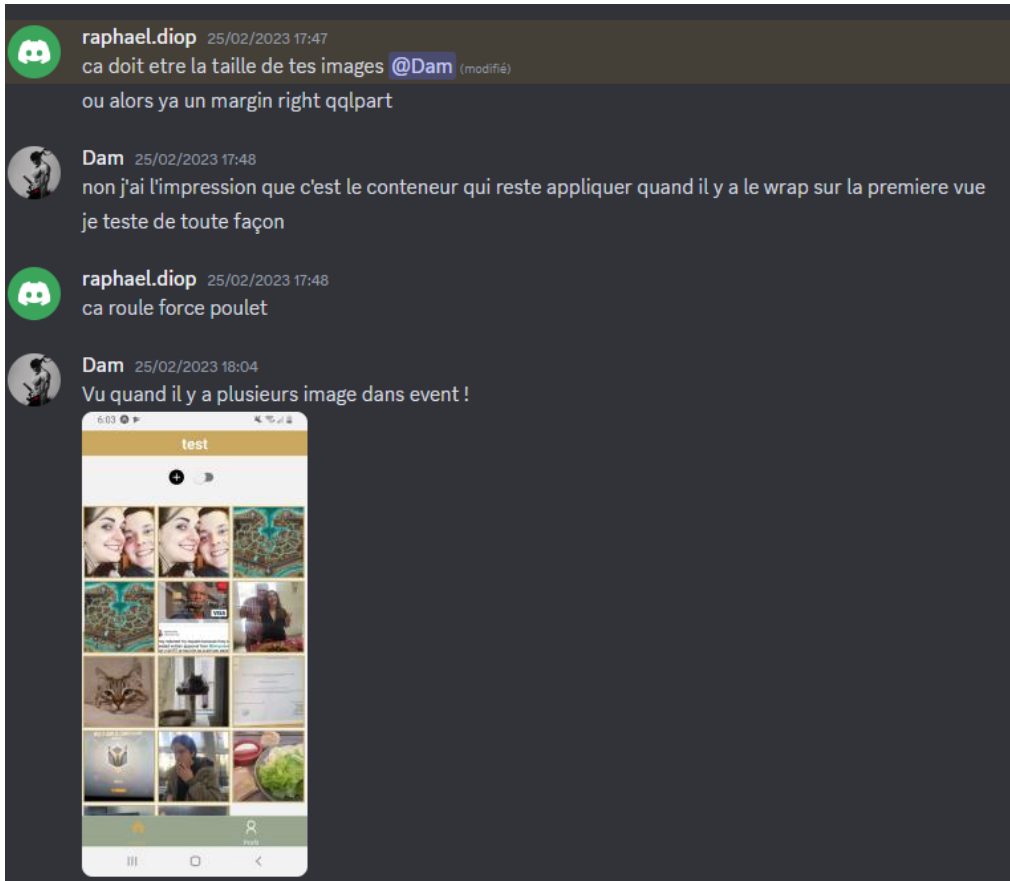 raphael.diop 25/02/2023 17:47
ca doit etre la taille de tes images @Dam (modifié)
ou alors ya un margin right qqlpart
Dam 25/02/2023 17:48
non j'ai l'impression que c'est le conteneur qui reste appliquer quand il y a le wrap sur la premiere vue
je teste de toute façon
raphael.diop 25/02/2023 17:48
ca roule force poulet
Dam 25/02/2023 18:04
Vu quand il y a plusieurs image dans event !
6:03
test
VISA